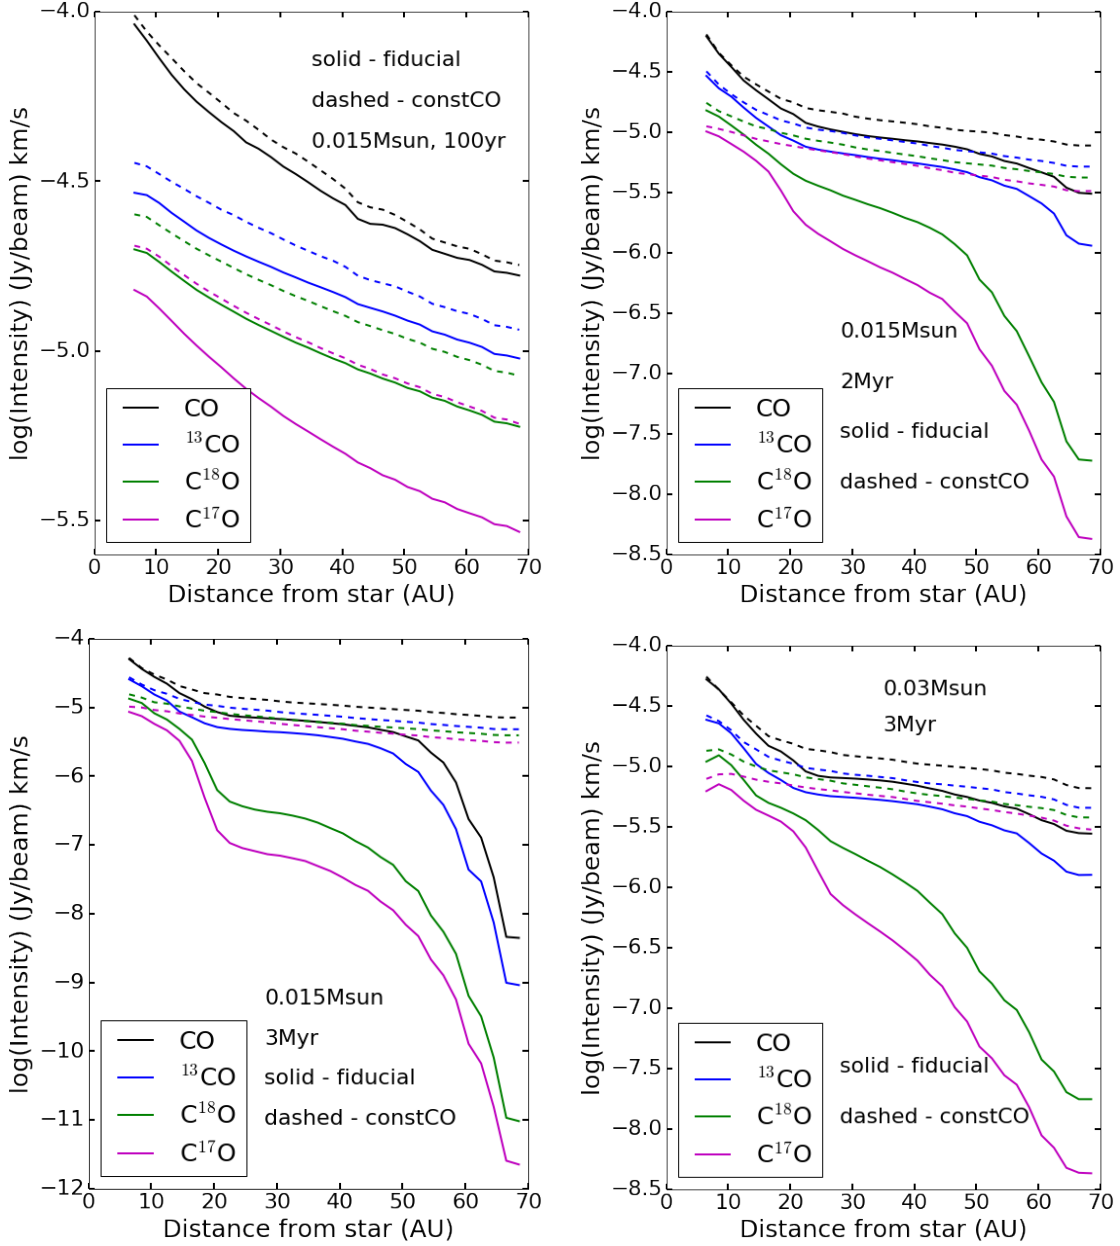 log(Intensity) (Jy/beam) km/s
−4.0
−4.5
−5.0
−5.5
solid - fiducial
dashed - constCO
0.015Msun, 100yr
CO
¹³CO
C¹⁸O
C¹⁷O
0 10 20 30 40 50 60 70
Distance from star (AU)
log(Intensity) (Jy/beam) km/s
−4.0
−4.5
−5.0
−5.5
−6.0
−6.5
−7.0
−7.5
−8.0
−8.5
0.015Msun
2Myr
solid - fiducial
dashed - constCO
CO
¹³CO
C¹⁸O
C¹⁷O
0 10 20 30 40 50 60 70
Distance from star (AU)
log(Intensity) (Jy/beam) km/s
−4
−5
−6
−7
−8
−9
−10
−11
−12
0.015Msun
3Myr
solid - fiducial
dashed - constCO
CO
¹³CO
C¹⁸O
C¹⁷O
0 10 20 30 40 50 60 70
Distance from star (AU)
log(Intensity) (Jy/beam) km/s
−4.0
−4.5
−5.0
−5.5
−6.0
−6.5
−7.0
−7.5
−8.0
−8.5
0.03Msun
3Myr
solid - fiducial
dashed - constCO
CO
¹³CO
C¹⁸O
C¹⁷O
0 10 20 30 40 50 60 70
Distance from star (AU)